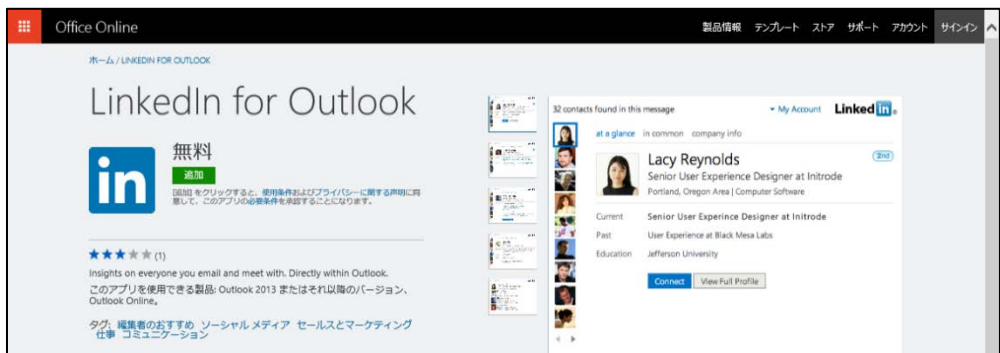 Office Online
製品情報 テンプレート ストア サポート アカウント サインイン
ホーム / LINKEDIN FOR OUTLOOK
LinkedIn for Outlook
無料
追加
[追加] をクリックすると、使用条件およびプライバシーに関する声明に同
意して、このアプリの必要条件を承諾することになります。
(1)
Insights on everyone you email and meet with. Directly within Outlook.
このアプリを使用できる製品: Outlook 2013 またはそれ以降のバージョン、
Outlook Online。
タグ: 編集者のおすすめ ソーシャル メディア セールスとマーケティング
仕事 コミュニケーション
in
32 contacts found in this message
My Account
Linked in
at a glance in common company info
Lacy Reynolds
2nd
Senior User Experience Designer at Initrode
Portland, Oregon Area | Computer Software
Current Senior User Experince Designer at Initrode
Past User Experience at Black Mesa Labs
Education Jefferson University
Connect View Full Profile